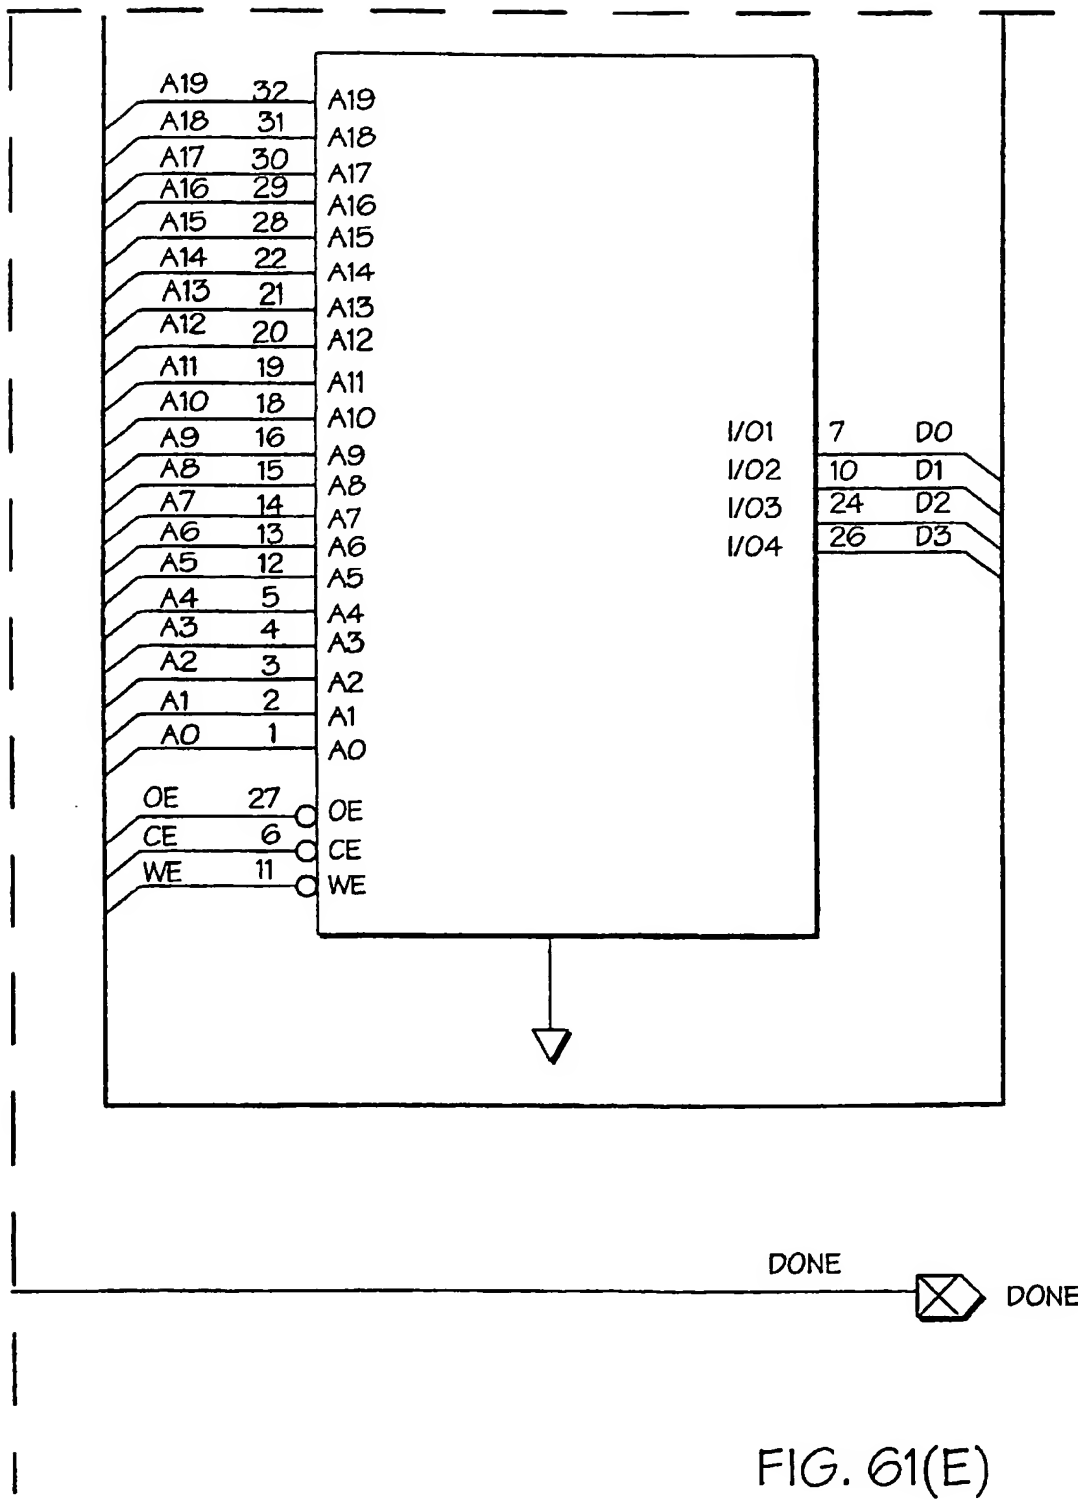 A19 32 A19
A18 31 A18
A17 30 A17
A16 29 A16
A15 28 A15
A14 22 A14
A13 21 A13
A12 20 A12
A11 19 A11
A10 18 A10
A9 16 A9
A8 15 A8
A7 14 A7
A6 13 A6
A5 12 A5
A4 5 A4
A3 4 A3
A2 3 A2
A1 2 A1
A0 1 A0
OE 27 OE
CE 6 CE
WE 11 WE
I/O1 7 D0
I/O2 10 D1
I/O3 24 D2
I/O4 26 D3
DONE DONE
FIG. 61(E)